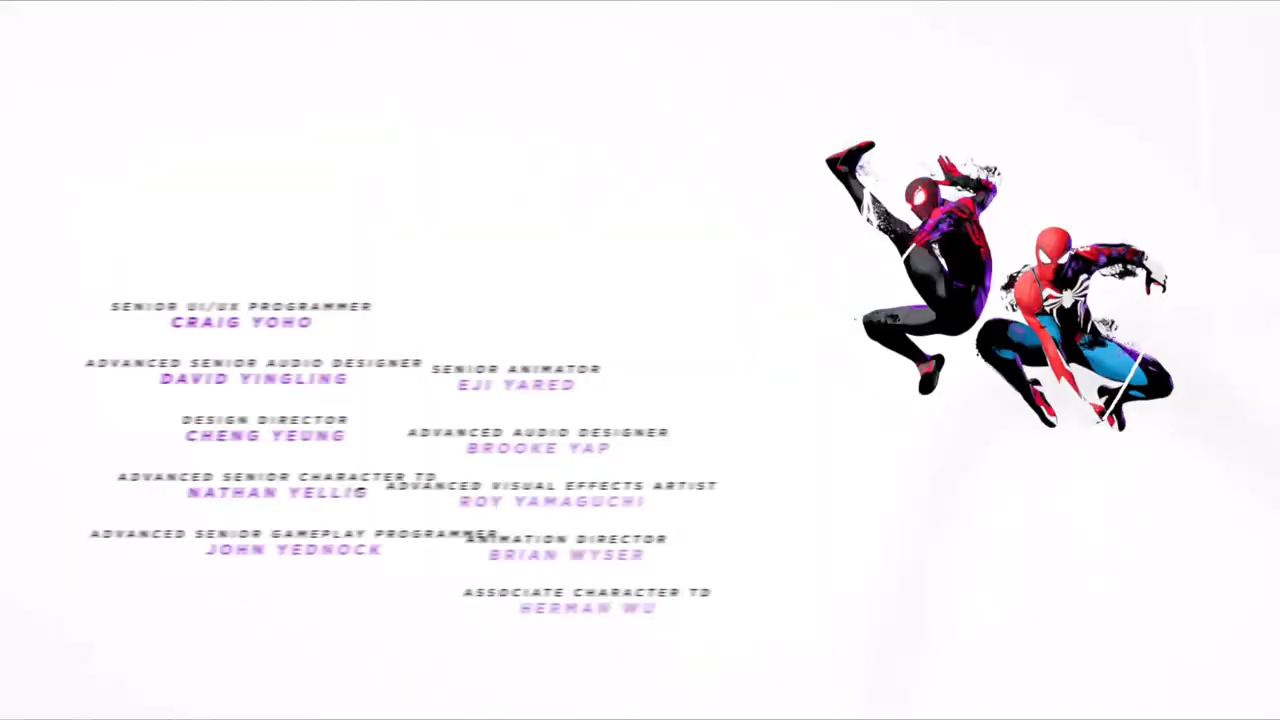 SENIOR UI/UX PROGRAMMER
CRAIG YOHO
ADVANCED SENIOR AUDIO DESIGNER
DAVID YINGLING
DESIGN DIRECTOR
CHENG YEUNG
ADVANCED SENIOR CHARACTER TD
NATHAN YELLIG
ADVANCED SENIOR GAMEPLAY PROGRAMMER
JOHN YEDNOCK
SENIOR ANIMATOR
EJI YARED
ADVANCED AUDIO DESIGNER
BROOKE YAP
ADVANCED VISUAL EFFECTS ARTIST
ROY YAMAGUCHI
ANIMATION DIRECTOR
BRIAN WYSER
ASSOCIATE CHARACTER TD
HERMAN WU